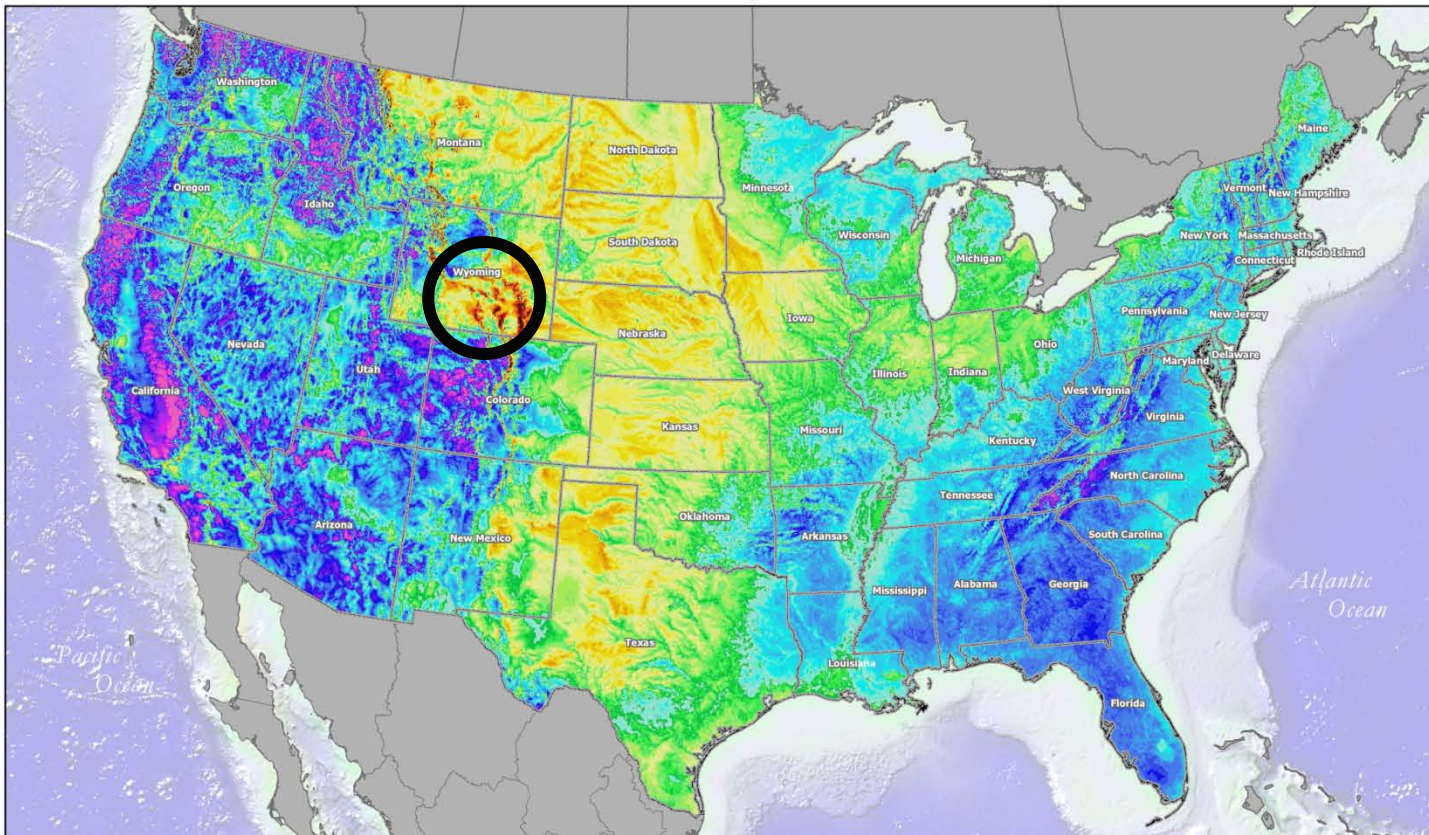 Washington
Montana
North Dakota
Minnesota
Maine
Oregon
Idaho
Vermont
New Hampshire
Wyoming
South Dakota
Wisconsin
Michigan
New York
Massachusetts
Connecticut
Rhode Island
Nevada
Utah
Colorado
Nebraska
Iowa
Illinois
Indiana
Ohio
Pennsylvania
New Jersey
Maryland
Delaware
California
Kansas
Missouri
Kentucky
West Virginia
Virginia
Arizona
New Mexico
Oklahoma
Arkansas
Tennessee
North Carolina
South Carolina
Mississippi
Alabama
Georgia
Texas
Louisiana
Florida
Pacific
Ocean
Atlantic
Ocean